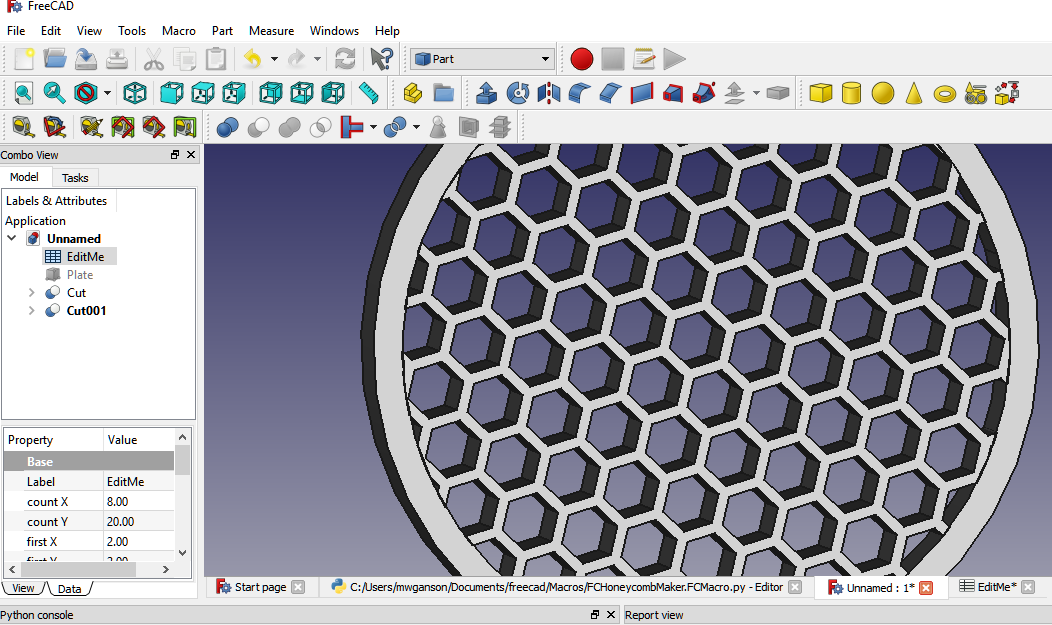 FreeCAD
File Edit View Tools Macro Part Measure Windows Help
Part
Combo View
Model Tasks
Labels & Attributes
Application
Unnamed
EditMe
Plate
Cut
Cut001
Property Value
Base
Label EditMe
count X 8.00
count Y 20.00
first X 2.00
first Y 2.00
View Data
Start page C:/Users/mwganson/Documents/freecad/Macros/FCHoneycombMaker.FCMacro.py - Editor Unnamed : 1* EditMe*
Python console Report view